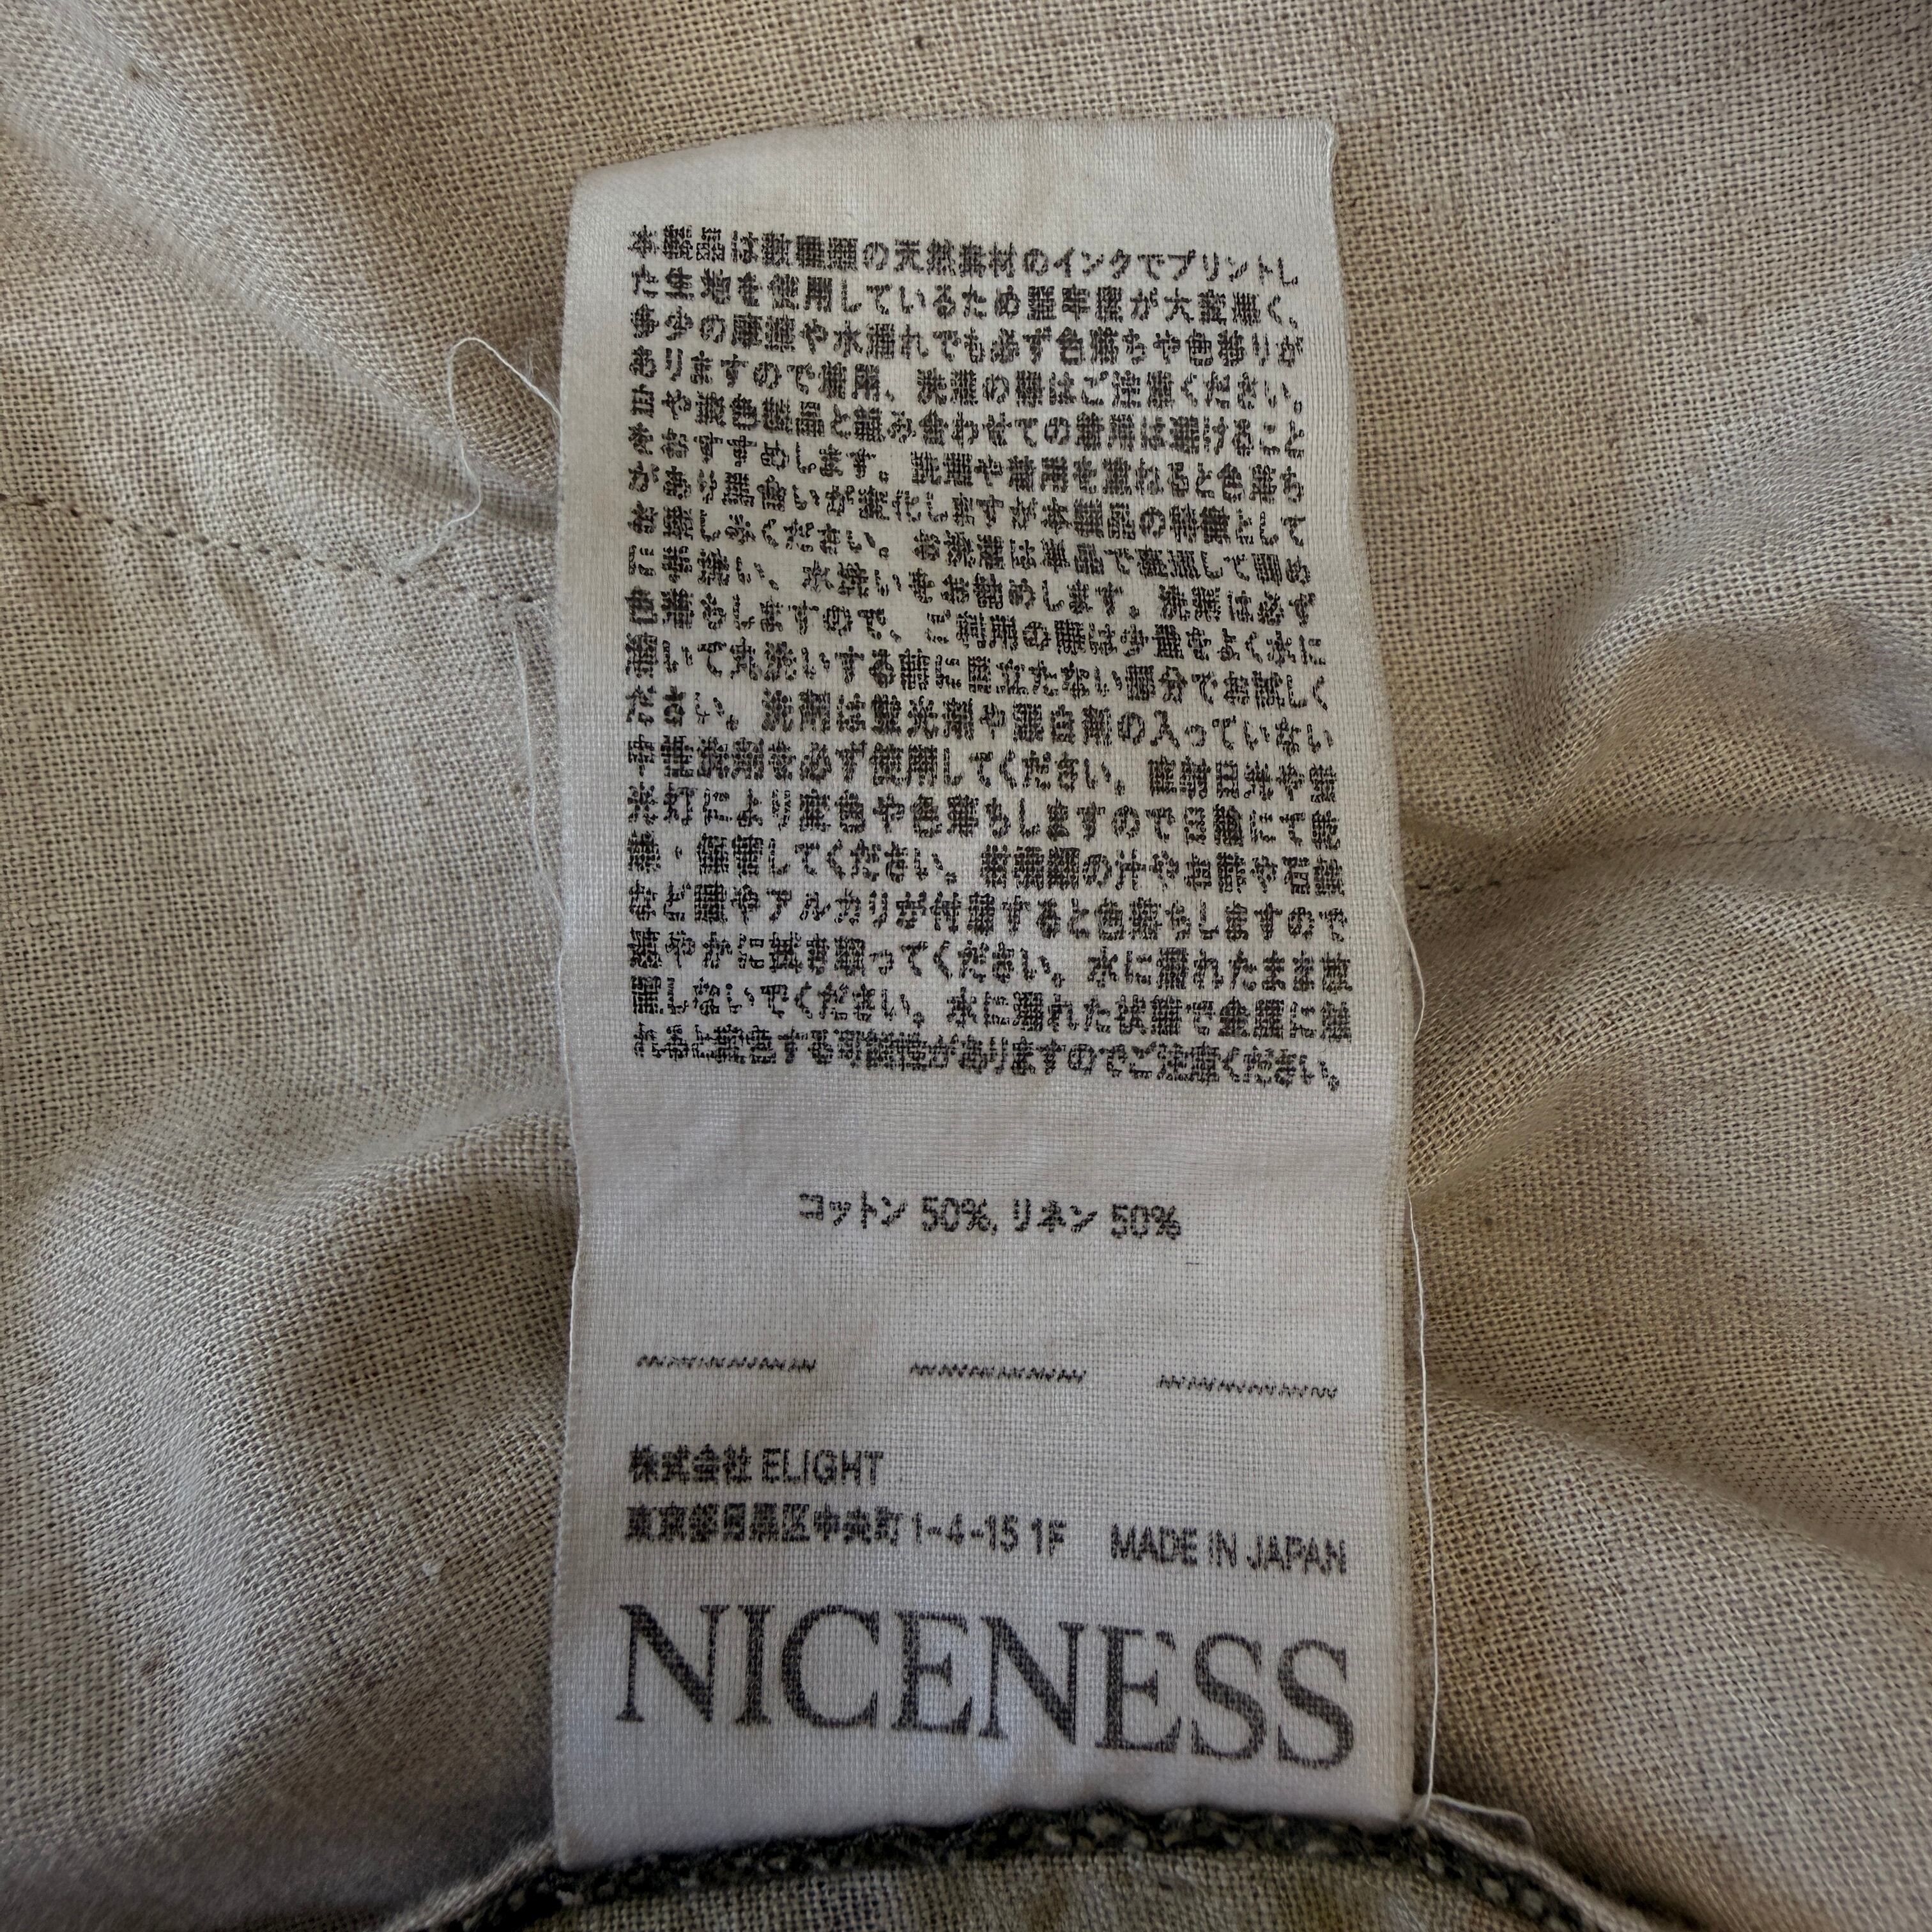 本製品は数種類の天然素材のインクでプリントし
た生地を使用しているため堅牢度が大変悪く、
多少の摩擦や水濡れでも必ず色落ちや色移りが
ありますので着用、洗濯の際はご注意ください。
白や淡色製品と組み合わせての着用は避けること
をおすすめします。洗濯や着用を重ねると色落ち
があり風合いが変化しますが本製品の特徴として
お楽しみください。お洗濯は単品で裏返して
に手洗い、水洗いをお勧めします。洗剤は必ず
色落ちしますので、ご利用の際は少量をよく水に
いて丸洗いする前に目立たない部分でお試しく
ださい。洗剤は蛍光剤や漂白剤の入っていない
中性洗剤を必ず使用してください。直射日光や蛍
光灯により変色や色落ちしますので日陰にて乾
燥・保管してください。柑橘類の汁やお酢や石鹸
など酸やアルカリが付着すると色落ちしますので
速やかに拭き取ってください。水に濡れたまま放
置しないでください。水に濡れた状態で金属に触
れると変色する可能性がありますのでご注意ください。
コットン 50%, リネン 50%
株式会社 ELIGHT
東京都目黒区中央町 1-4-15 1F MADE IN JAPAN
NICENESS